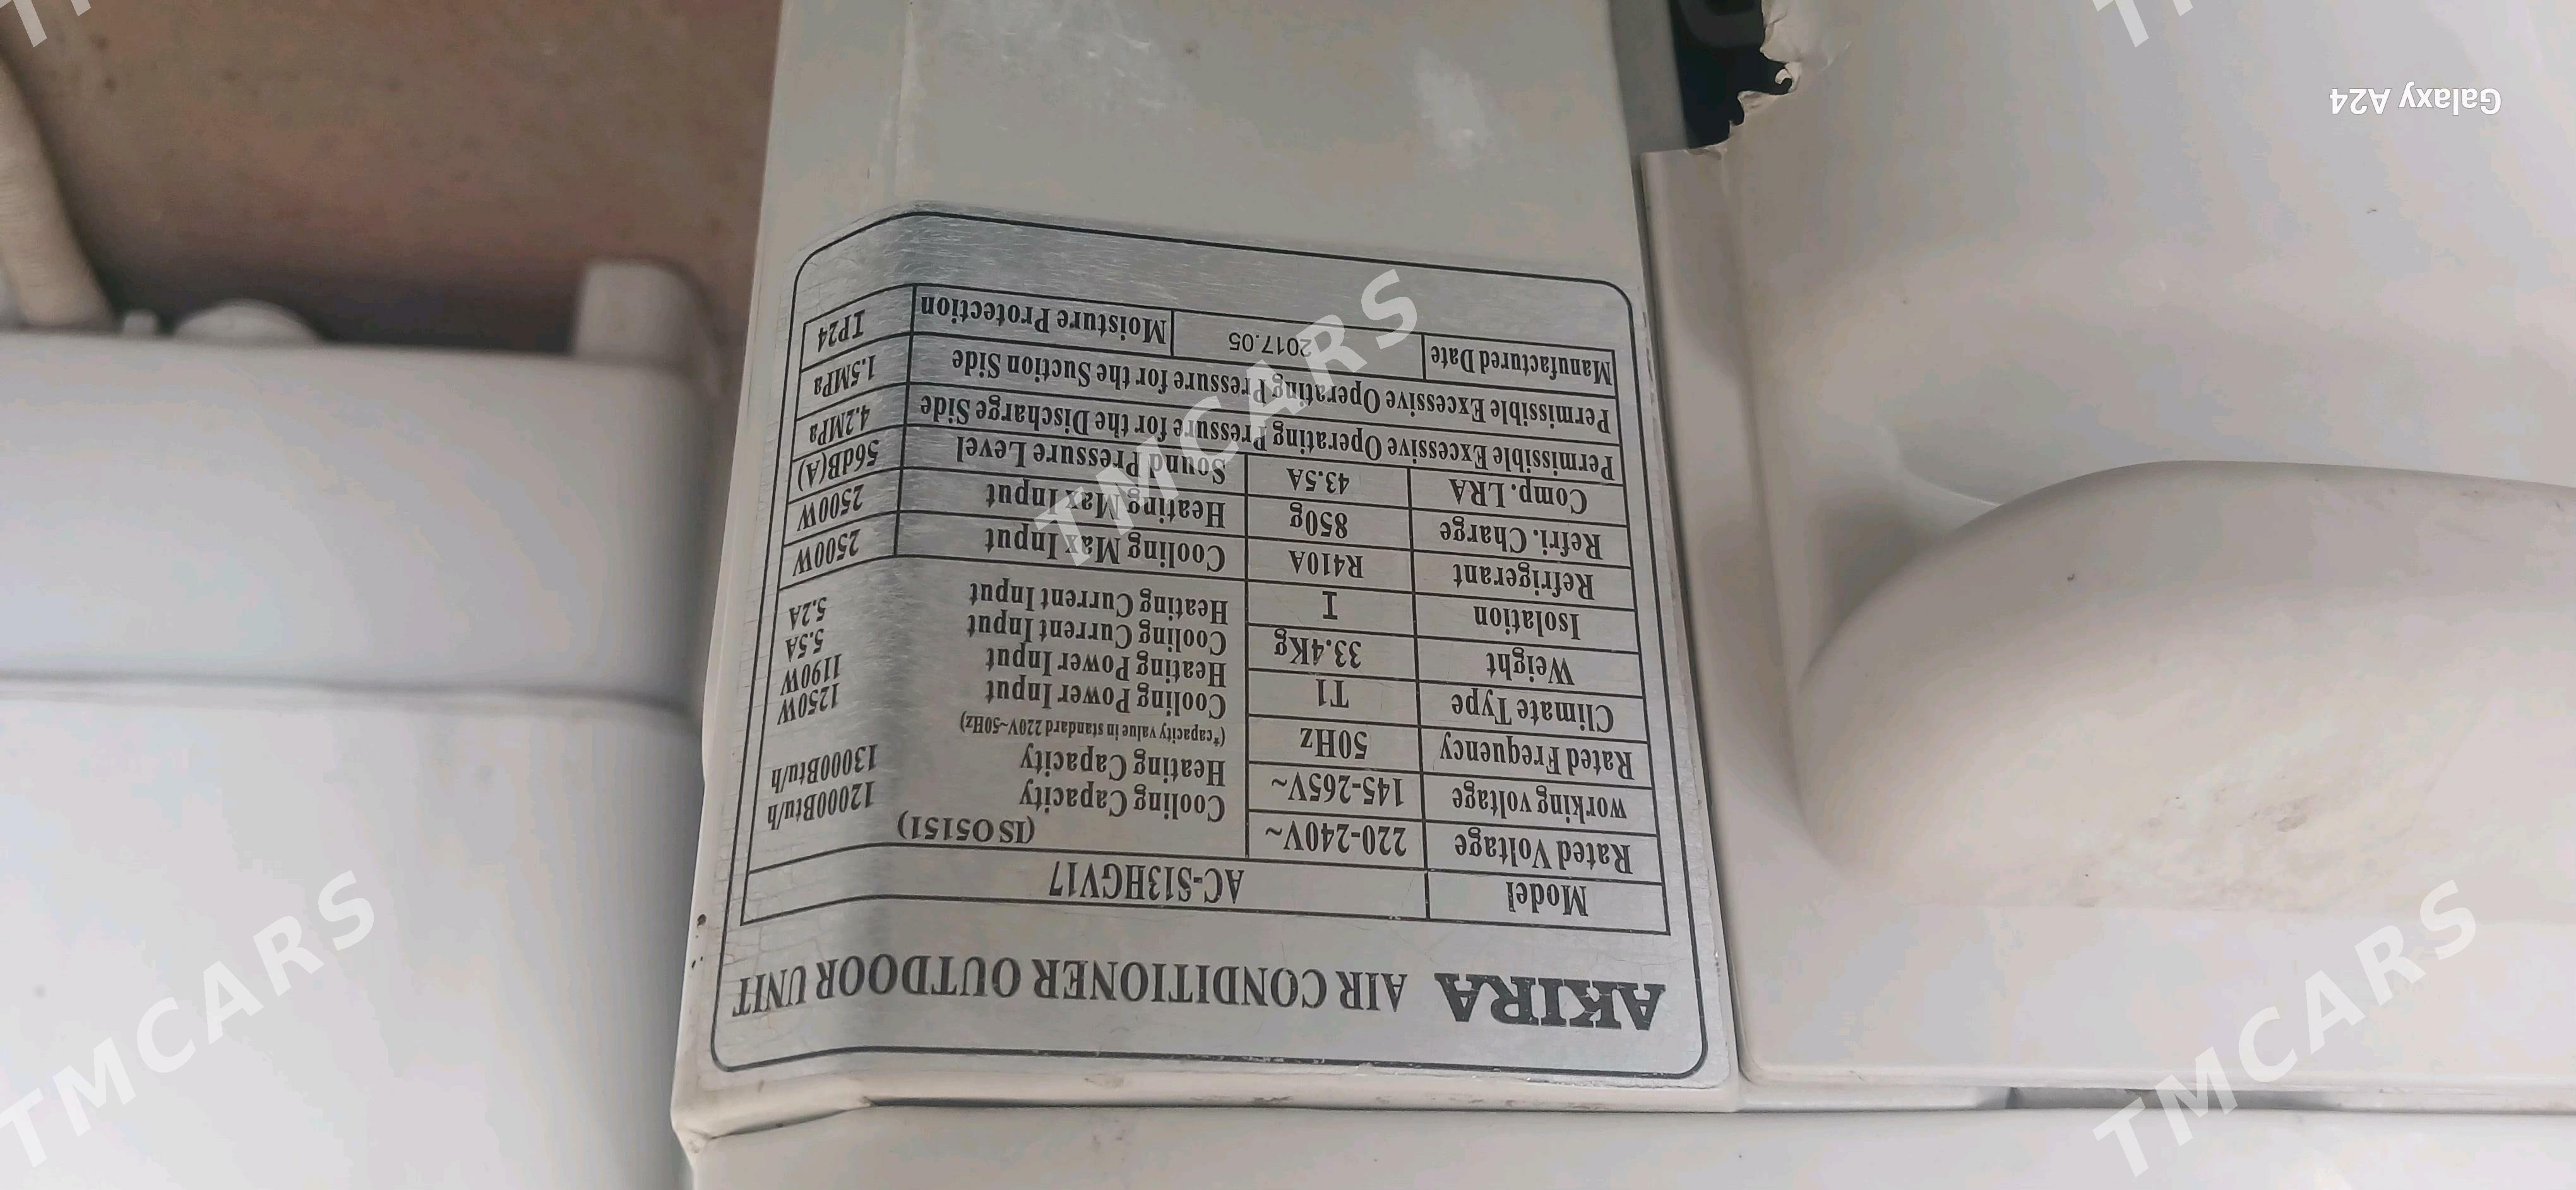 AKIRA AIR CONDITIONER OUTDOOR UNIT
Model AC-S13HGV17
Rated Voltage 220-240V~
working voltage 145-265V~
Rated Frequency 50Hz
Climate Type T1
Weight 33.4Kg
Isolation I
Refrigerant R410A
Refri. Charge 850g
Comp.LRA 43.5A
(ISO5151)
Cooling Capacity 12000Btu/h
Heating Capacity 13000Btu/h
(*capacity value in standard 220V~50Hz)
Cooling Power Input 1250W
Heating Power Input 1190W
Cooling Current Input 5.5A
Heating Current Input 5.2A
Cooling Max Input 2500W
Heating Max Input 2500W
Sound Pressure Level 56dB(A)
Permissible Excessive Operating Pressure for the Discharge Side 4.2MPa
Permissible Excessive Operating Pressure for the Suction Side 1.5MPa
Manufactured Date 2017.05 Moisture Protection IP24
Galaxy A24
TMCARS
TMCARS
TMCARS